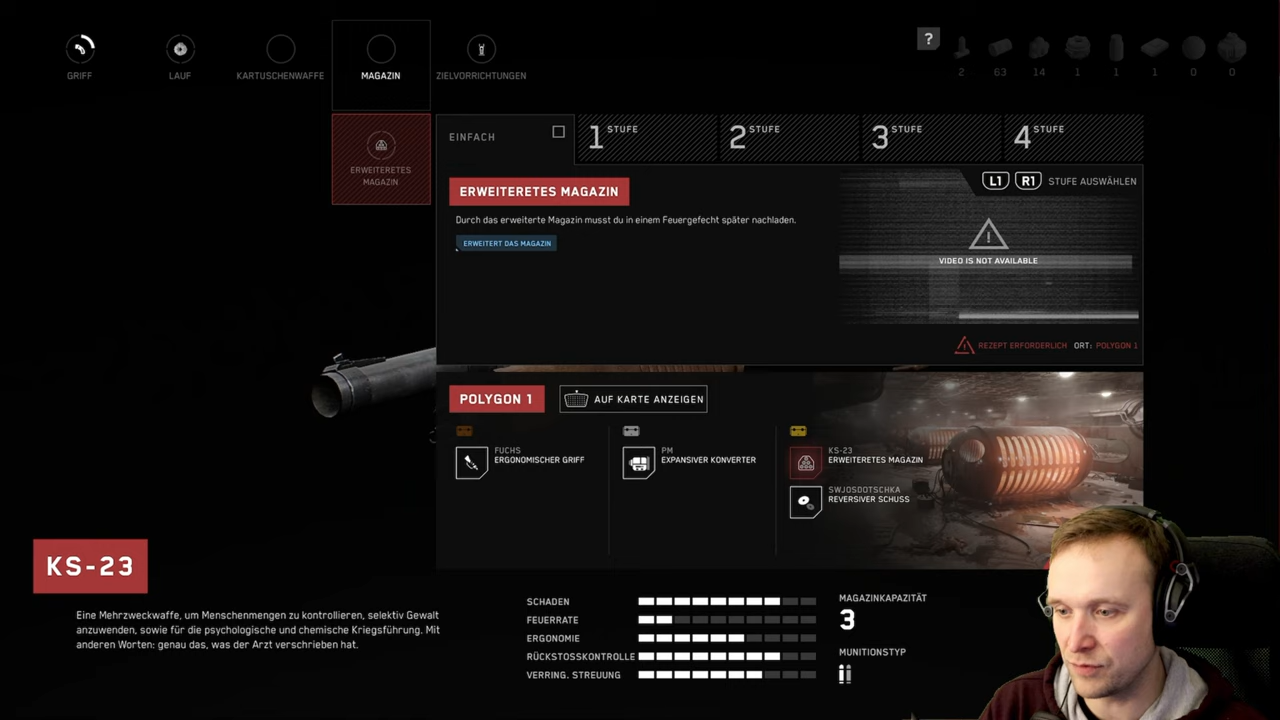 ?
2 63 14 1 1 1 0 0
GRIFF LAUF KARTUSCHENWAFFE MAGAZIN ZIELVORRICHTUNGEN
ERWEITERETES
MAGAZIN
EINFACH 1 STUFE 2 STUFE 3 STUFE 4 STUFE
L1 R1 STUFE AUSWÄHLEN
ERWEITERETES MAGAZIN
Durch das erweiterte Magazin musst du in einem Feuergefecht später nachladen.
ERWEITERT DAS MAGAZIN
VIDEO IS NOT AVAILABLE
REZEPT ERFORDERLICH ORT: POLYGON 1
POLYGON 1 AUF KARTE ANZEIGEN
FUCHS
ERGONOMISCHER GRIFF
PM
EXPANSIVER KONVERTER
KS-23
ERWEITERETES MAGAZIN
SWJOSDOTSCHKA
REVERSIVER SCHUSS
KS-23
Eine Mehrzweckwaffe, um Menschenmengen zu kontrollieren, selektiv Gewalt
anzuwenden, sowie für die psychologische und chemische Kriegsführung. Mit
anderen Worten: genau das, was der Arzt verschrieben hat.
SCHADEN
FEUERRATE
ERGONOMIE
RÜCKSTOSSKONTROLLE
VERRING. STREUUNG
MAGAZINKAPAZITÄT
3
MUNITIONSTYP